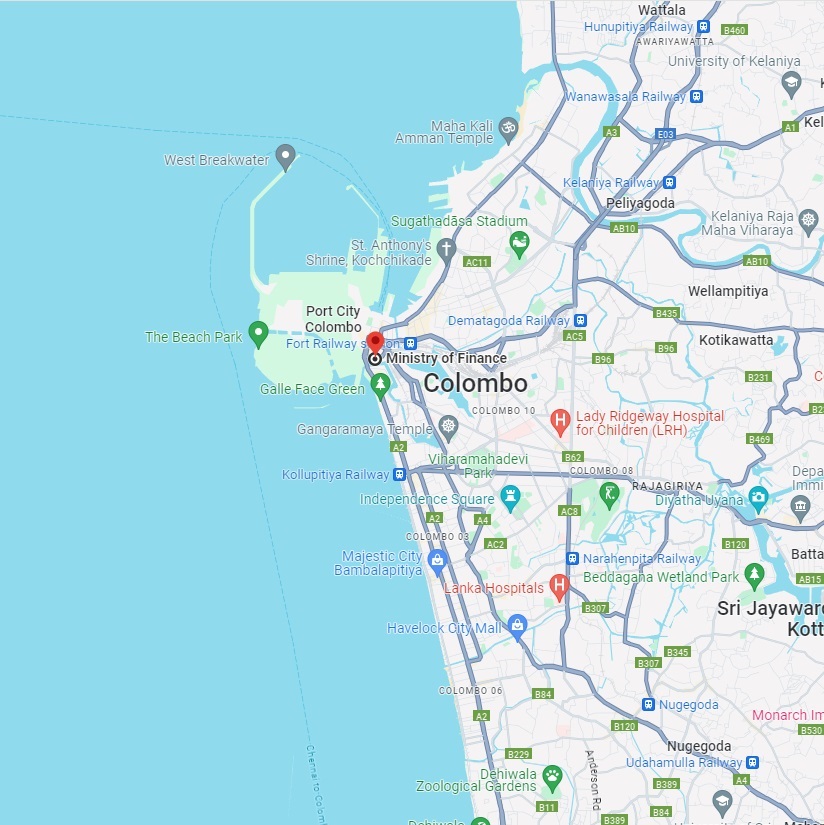 Wattala
Hunupitiya Railway
B460
AWARIYAWATTA
University of Kelaniya
Wanawasala Railway
A3
E03
A1
Kel
Maha Kali
Amman Temple
West Breakwater
Kelaniya Railway
Peliyagoda
Kelaniya Raja
Maha Viharaya
Sugathadāsa Stadium
AB10
St. Anthony's
Shrine, Kochchikade
AC11
AB10
Wellampitiya
Port City
Colombo
Dematagoda Railway
B435
The Beach Park
Fort Railway
AC5
B96
B96
Kotikawatta
Ministry of Finance
Colombo
B231
Galle Face Green
COLOMBO 10
Gangaramaya Temple
Lady Ridgeway Hospital
for Children (LRH)
B469
A2
Viharamahadevi
Park
B62
COLOMBO 08
Kollupitiya Railway
RAJAGIRIYA
Depa
Immi
Independence Square
Diyatha Uyana
A2
A4
AC8
COLOMBO 03
AC2
B120
Majestic City
Bambalapitiya
Narahenpita Railway
Batta
Beddagana Wetland Park
AB15
Lanka Hospitals
B307
Sri Jayaward
Kott
Havelock City Mall
B345
B307
COLOMBO 06
B84
Nugegoda
A2
Monarch Im
B120
B530
Nugegoda
B229
Anderson Rd
Udahamulla Railway
Dehiwala
Zoological Gardens
A4
B389
B11
B84
B389
Chennai to Colom
Dehiwala